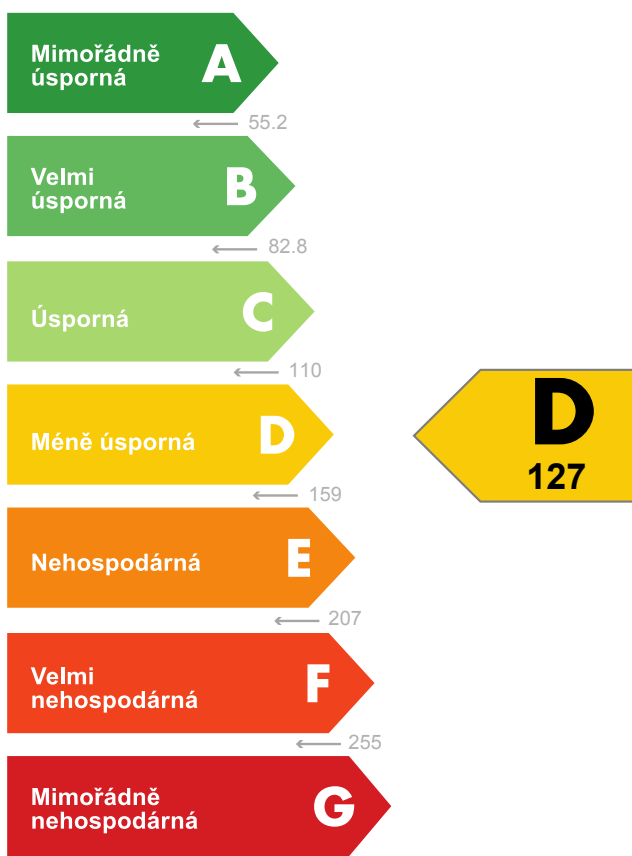 Mimořádně
úsporná
A
55.2
Velmi
úsporná
B
82.8
Úsporná
C
110
Méně úsporná
D
159
D
127
Nehospodárná
E
207
Velmi
nehospodárná
F
255
Mimořádně
nehospodárná
G